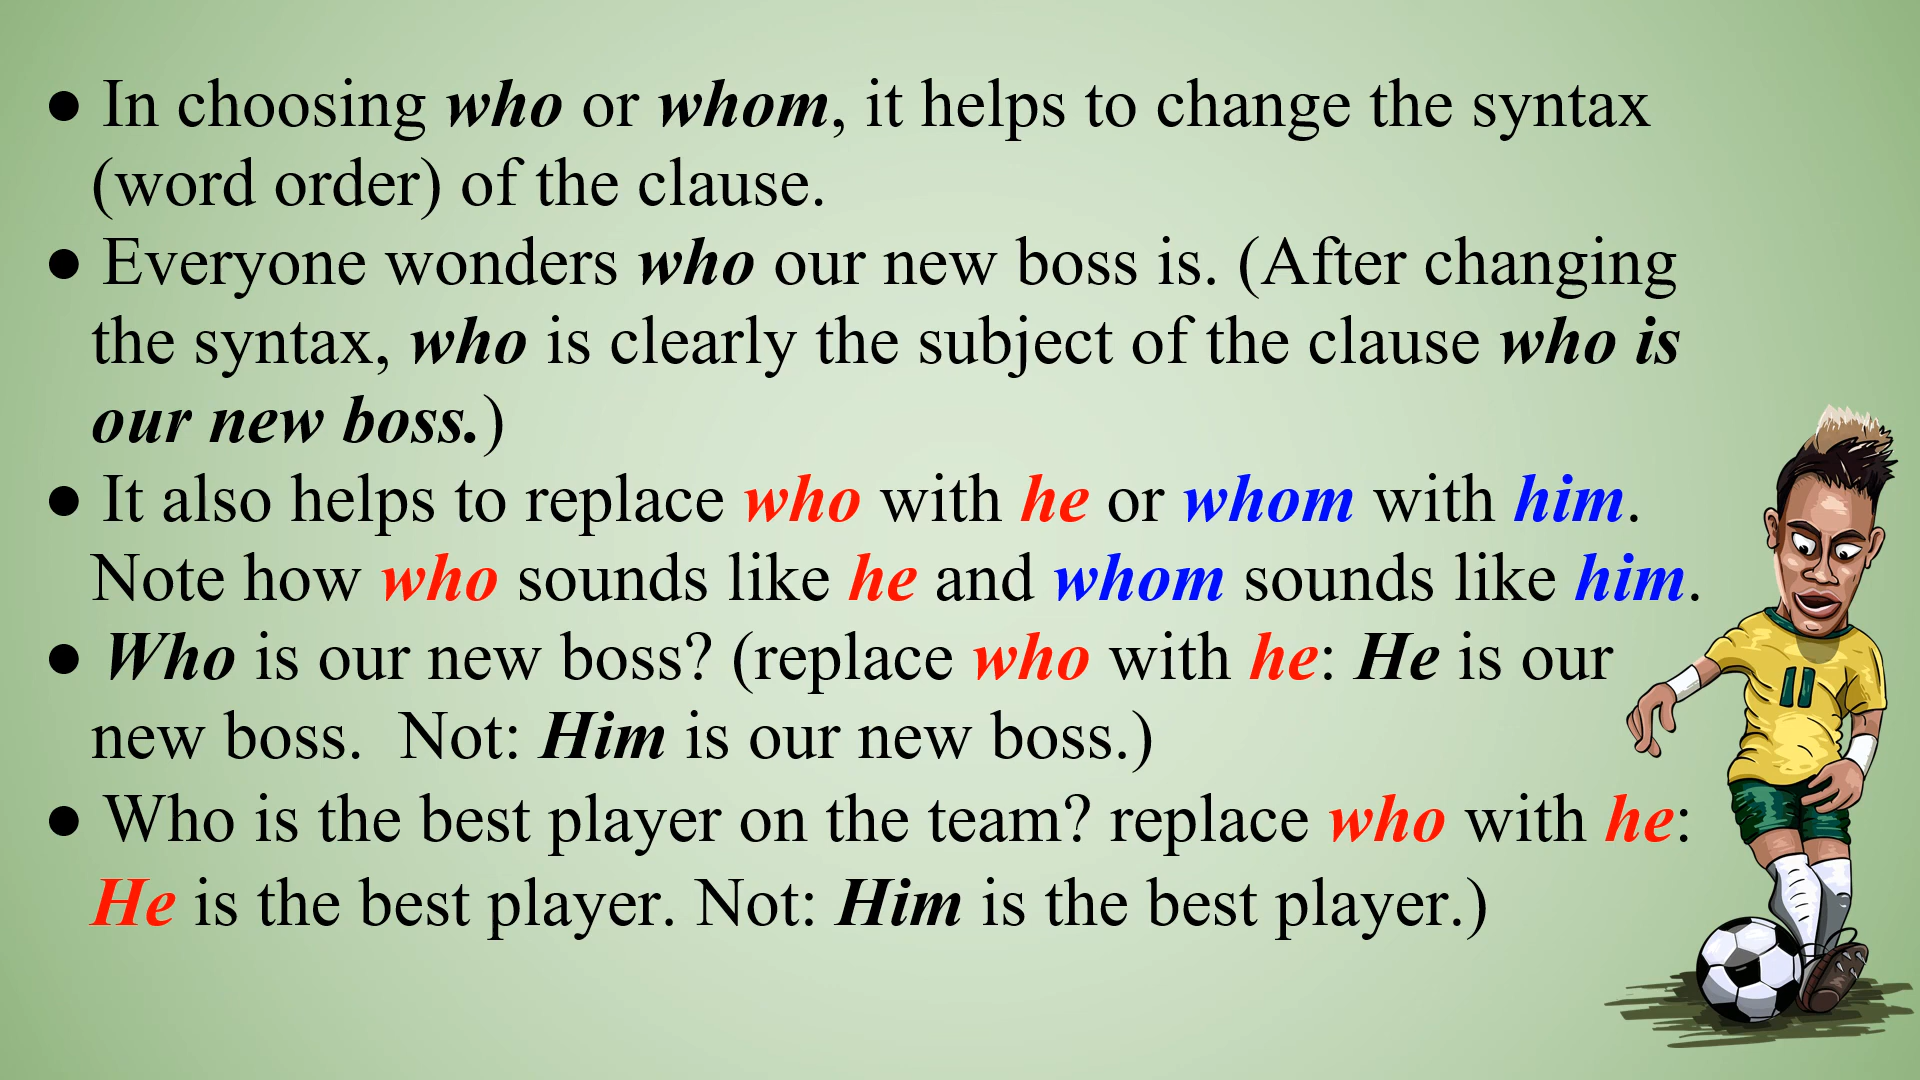 ● In choosing who or whom, it helps to change the syntax
(word order) of the clause.
● Everyone wonders who our new boss is. (After changing
the syntax, who is clearly the subject of the clause who is
our new boss.)
● It also helps to replace who with he or whom with him.
Note how who sounds like he and whom sounds like him.
● Who is our new boss? (replace who with he: He is our
new boss.  Not: Him is our new boss.)
● Who is the best player on the team? replace who with he:
He is the best player. Not: Him is the best player.)
11